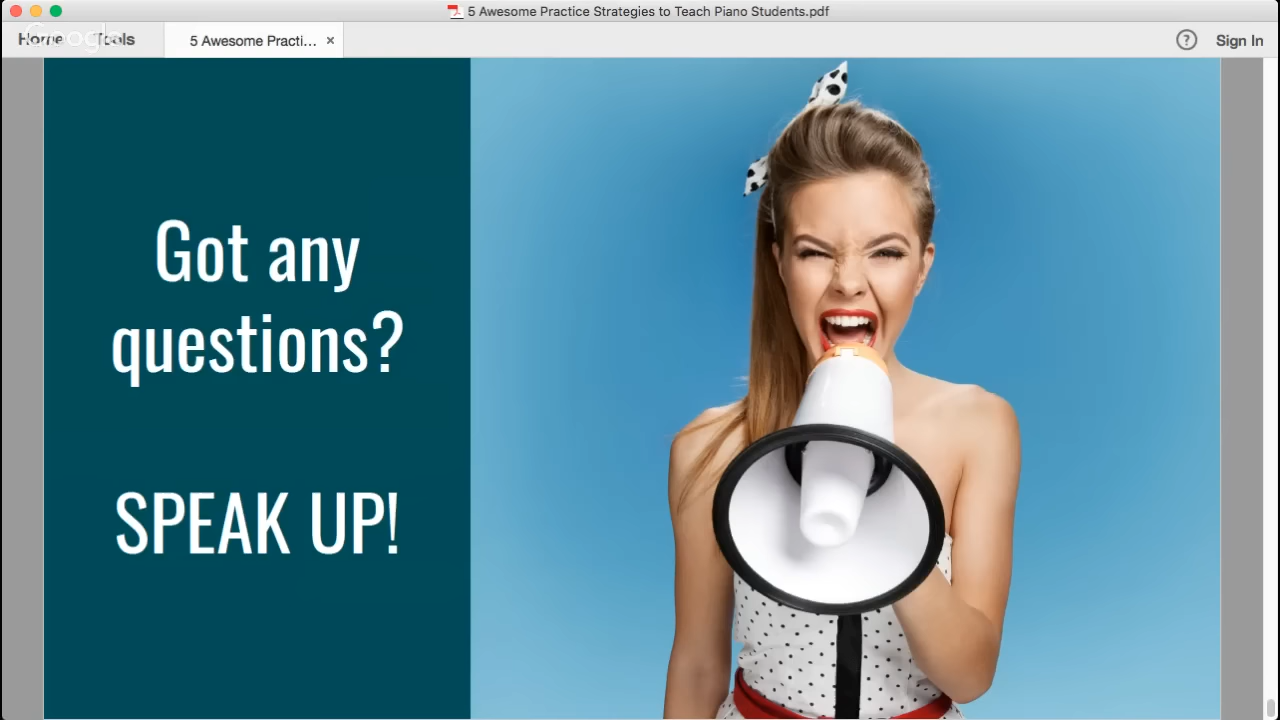 5 Awesome Practice Strategies to Teach Piano Students.pdf
Home
Tools
5 Awesome Practi... ×
? Sign In
Google
Got any
questions?
SPEAK UP!